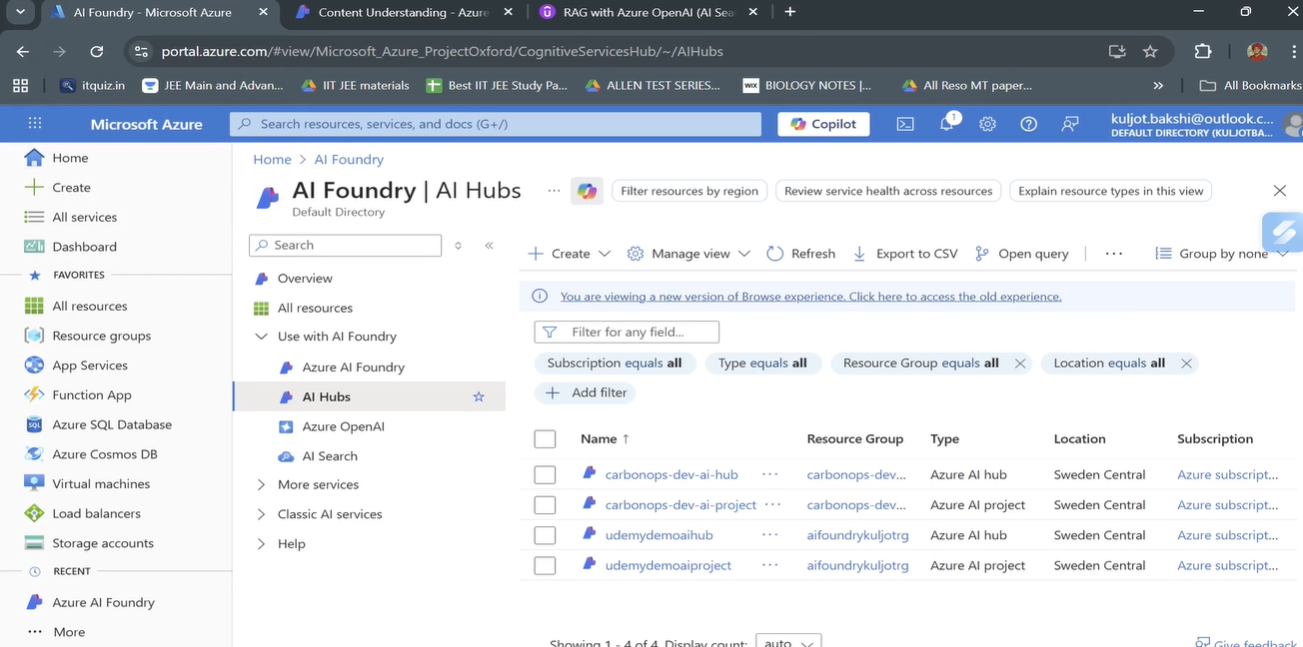 AI Foundry - Microsoft Azure
Content Understanding - Azure
RAG with Azure OpenAI (AI Sea
portal.azure.com/#view/Microsoft_Azure_ProjectOxford/CognitiveServicesHub/~/AIHubs
itquiz.in
JEE Main and Advan...
IIT JEE materials
Best IIT JEE Study Pa...
ALLEN TEST SERIES...
WIX BIOLOGY NOTES |...
All Reso MT paper...
All Bookmarks
Microsoft Azure
Search resources, services, and docs (G+/)
Copilot
1
kuljot.bakshi@outlook.c...
DEFAULT DIRECTORY (KULJOTBA...
Home
Create
All services
Dashboard
FAVORITES
All resources
Resource groups
App Services
Function App
SQL Azure SQL Database
Azure Cosmos DB
Virtual machines
Load balancers
Storage accounts
RECENT
Azure AI Foundry
More
Home > AI Foundry
AI Foundry | AI Hubs
Default Directory
Filter resources by region
Review service health across resources
Explain resource types in this view
Search
Overview
All resources
Use with AI Foundry
Azure AI Foundry
AI Hubs
Azure OpenAI
AI Search
More services
Classic AI services
Help
Create
Manage view
Refresh
Export to CSV
Open query
Group by none
You are viewing a new version of Browse experience. Click here to access the old experience.
Filter for any field...
Subscription equals all
Type equals all
Resource Group equals all
Location equals all
Add filter
Name ↑ Resource Group Type Location Subscription
carbonops-dev-ai-hub ... carbonops-dev... Azure AI hub Sweden Central Azure subscript...
carbonops-dev-ai-project ... carbonops-dev... Azure AI project Sweden Central Azure subscript...
udemydemoaihub ... aifoundrykuljotrg Azure AI hub Sweden Central Azure subscript...
udemydemoaiproject ... aifoundrykuljotrg Azure AI project Sweden Central Azure subscript...
Showing 1 - 4 of 4. Display count: auto
Give feedback